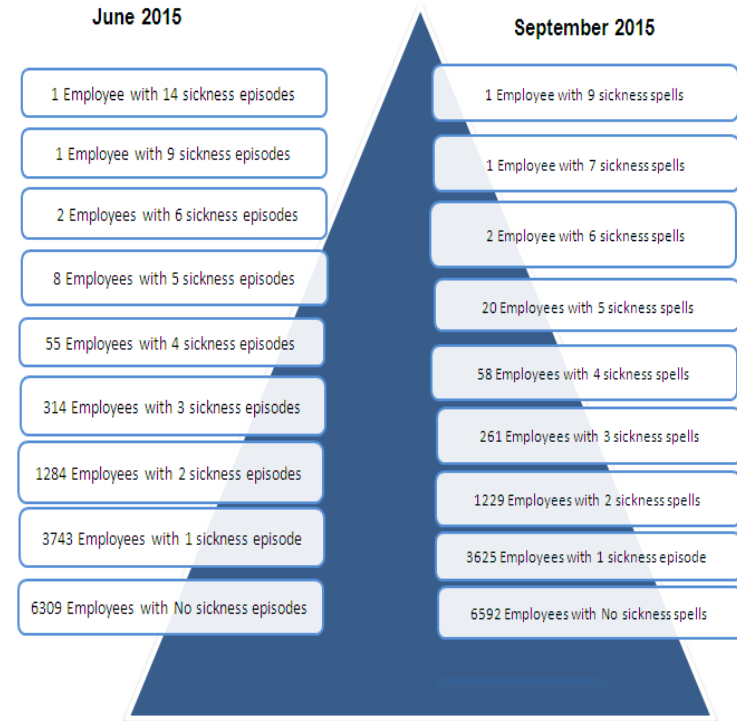 June 2015
1 Employee with 14 sickness episodes
1 Employee with 9 sickness episodes
2 Employees with 6 sickness episodes
8 Employees with 5 sickness episodes
55 Employees with 4 sickness episodes
314 Employees with 3 sickness episodes
1284 Employees with 2 sickness episodes
3743 Employees with 1 sickness episode
6309 Employees with No sickness episodes
September 2015
1 Employee with 9 sickness spells
1 Employee with 7 sickness spells
2 Employee with 6 sickness spells
20 Employees with 5 sickness spells
58 Employees with 4 sickness spells
261 Employees with 3 sickness spells
1229 Employees with 2 sickness spells
3625 Employees with 1 sickness episode
6592 Employees with No sickness spells